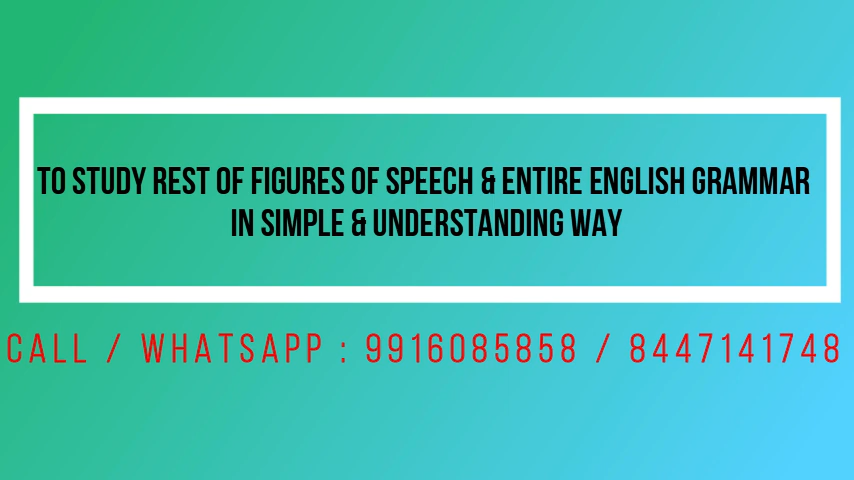 TO STUDY REST OF FIGURES OF SPEECH & ENTIRE ENGLISH GRAMMAR
IN SIMPLE & UNDERSTANDING WAY
CALL / WHATSAPP : 9916085858 / 8447141748